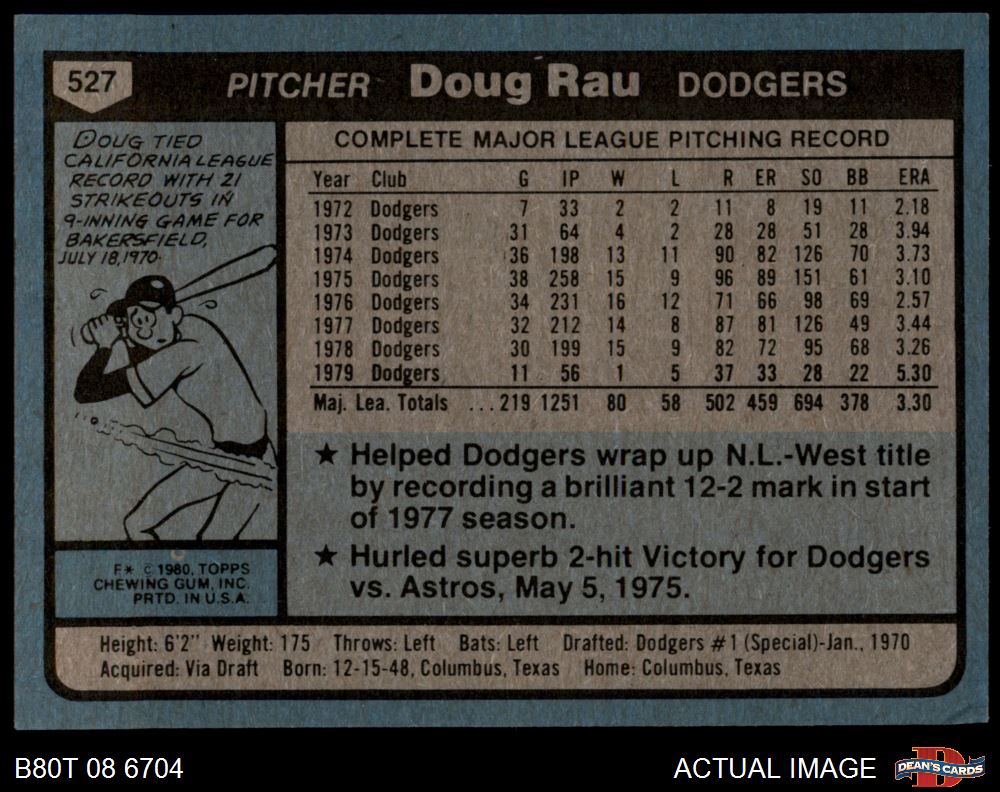 527 PITCHER Doug Rau DODGERS
DOUG TIED
CALIFORNIA LEAGUE
RECORD WITH 21
STRIKEOUTS IN
9-INNING GAME FOR
BAKERSFIELD,
JULY 18, 1970.
COMPLETE MAJOR LEAGUE PITCHING RECORD
Year Club G IP W L R ER SO BB ERA
1972 Dodgers 7 33 2 2 11 8 19 11 2.18
1973 Dodgers 31 64 4 2 28 28 51 28 3.94
1974 Dodgers 36 198 13 11 90 82 126 70 3.73
1975 Dodgers 38 258 15 9 96 89 151 61 3.10
1976 Dodgers 34 231 16 12 71 66 98 69 2.57
1977 Dodgers 32 212 14 8 87 81 126 49 3.44
1978 Dodgers 30 199 15 9 82 72 95 68 3.26
1979 Dodgers 11 56 1 5 37 33 28 22 5.30
Maj. Lea. Totals ...219 1251 80 58 502 459 694 378 3.30
★ Helped Dodgers wrap up N.L.-West title
by recording a brilliant 12-2 mark in start
of 1977 season.
★ Hurled superb 2-hit Victory for Dodgers
vs. Astros, May 5, 1975.
F* © 1980, TOPPS
CHEWING GUM, INC.
PRTD. IN U.S.A.
Height: 6'2" Weight: 175 Throws: Left Bats: Left Drafted: Dodgers #1 (Special)-Jan., 1970
Acquired: Via Draft Born: 12-15-48, Columbus, Texas Home: Columbus, Texas
B80T 08 6704
ACTUAL IMAGE
DEAN'S CARDS